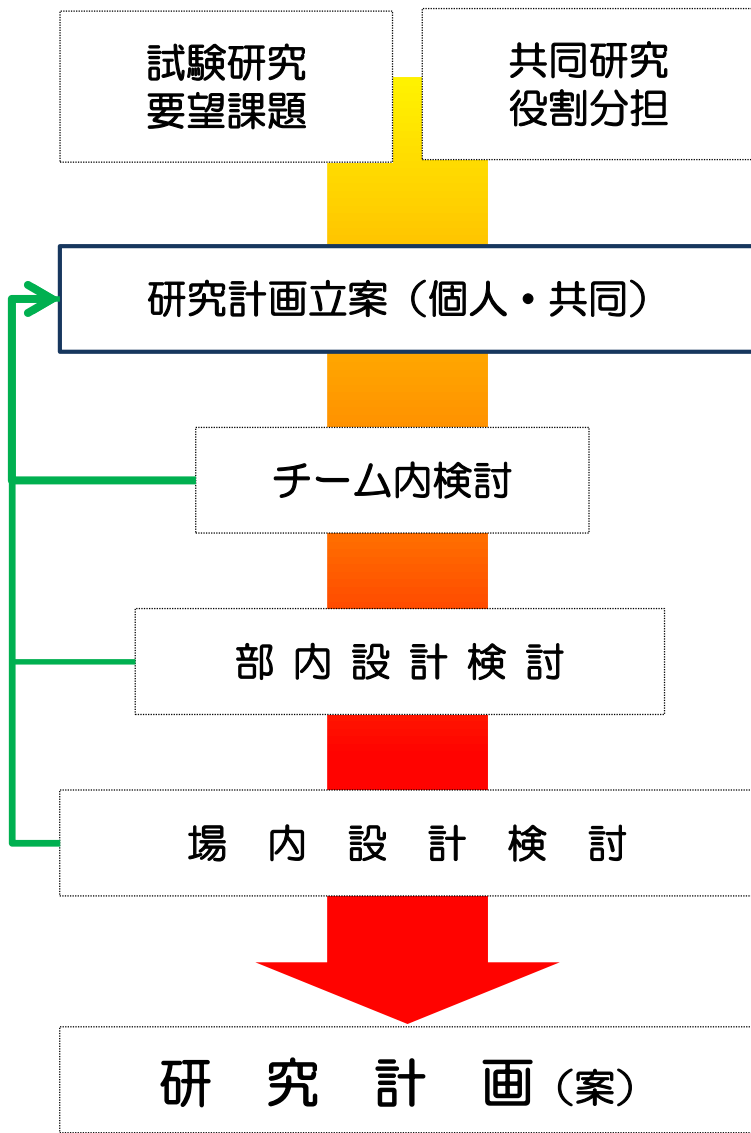 試験研究
要望課題
共同研究
役割分担
研究計画立案（個人・共同）
チーム内検討
部内設計検討
場内設計検討
研究計画（案）